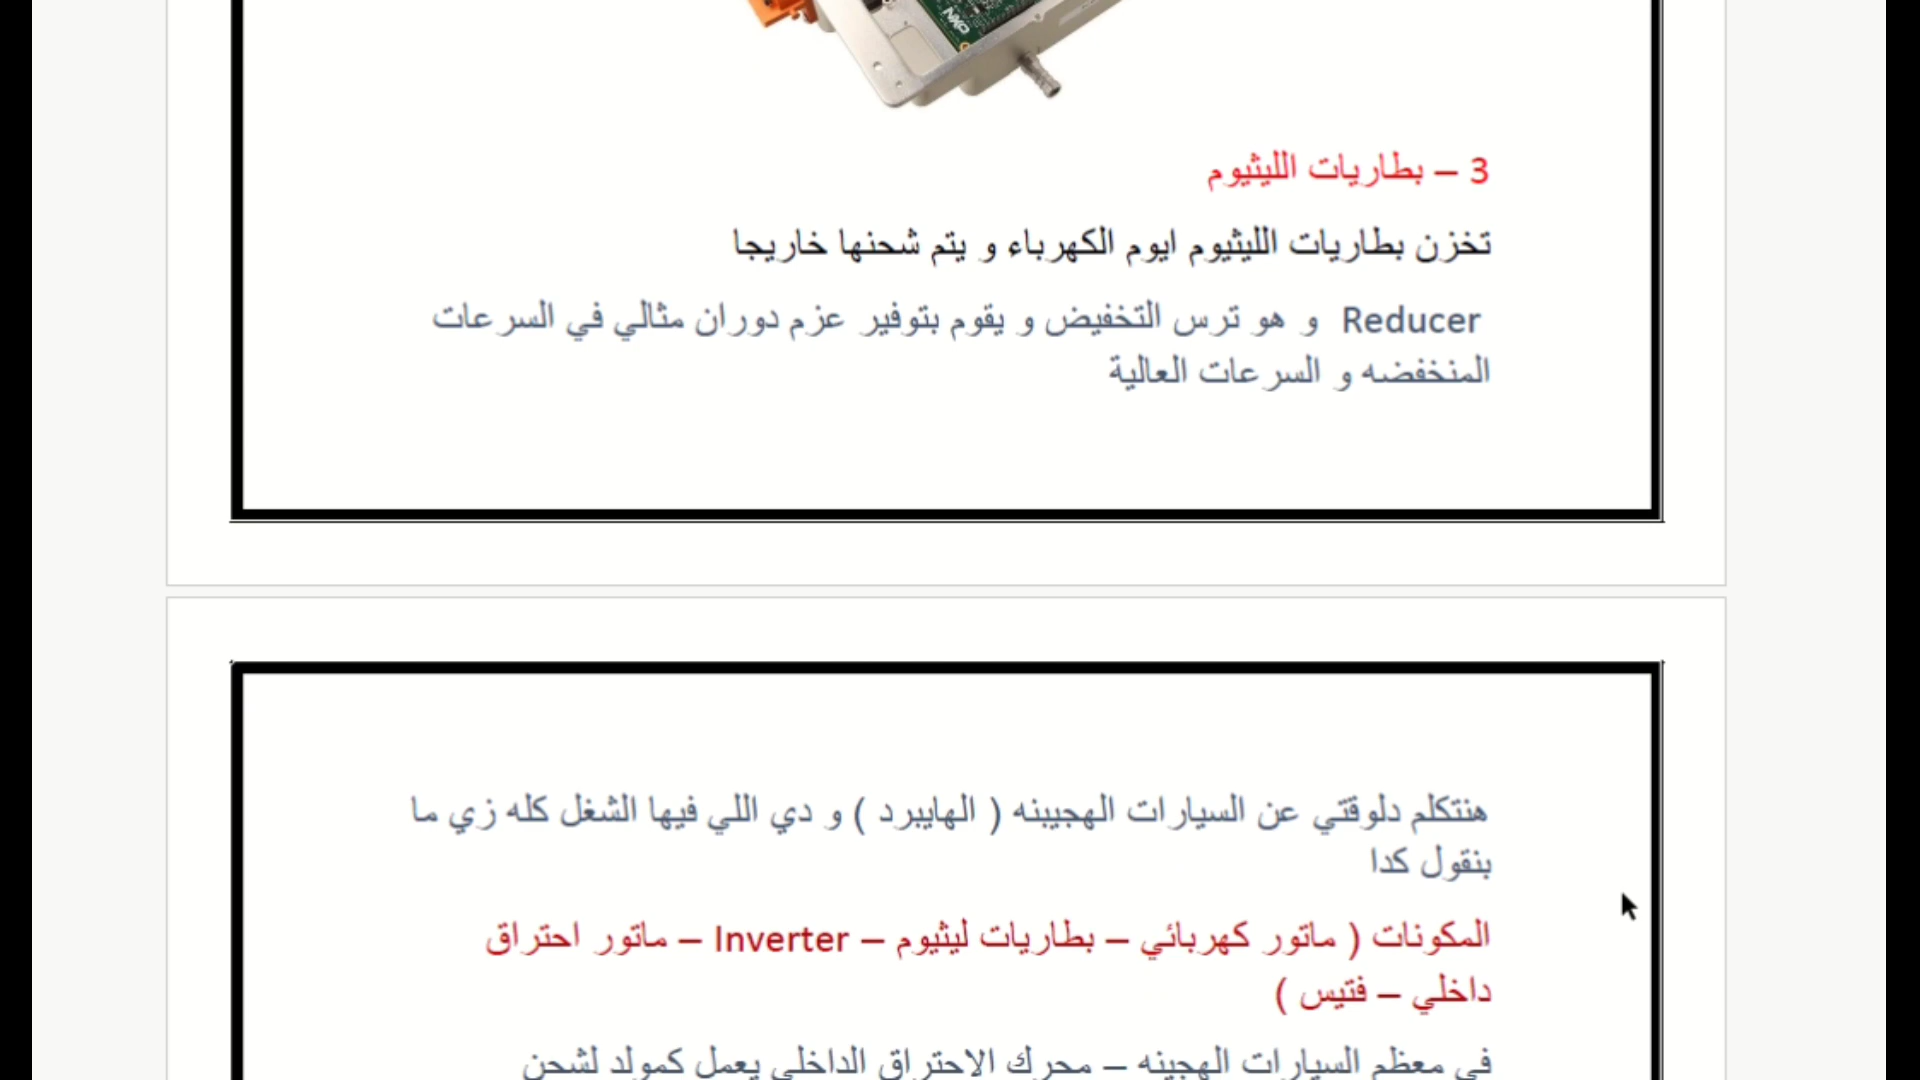 NXP
3 – بطاريات الليثيوم
تخزن بطاريات الليثيوم ايوم الكهرباء و يتم شحنها خاريجا
Reducer و هو ترس التخفيض و يقوم بتوفير عزم دوران مثالي في السرعات
المنخفضه و السرعات العالية
هنتكلم دلوقتي عن السيارات الهجيبنه ( الهايبرد ) و دي اللي فيها الشغل كله زي ما
بنقول كدا
المكونات ( ماتور كهربائي – بطاريات ليثيوم – Inverter – ماتور احتراق
داخلي – فتيس )
في معظم السيارات الهجينه – محرك الاحتراق الداخلي يعمل كمولد لشحن